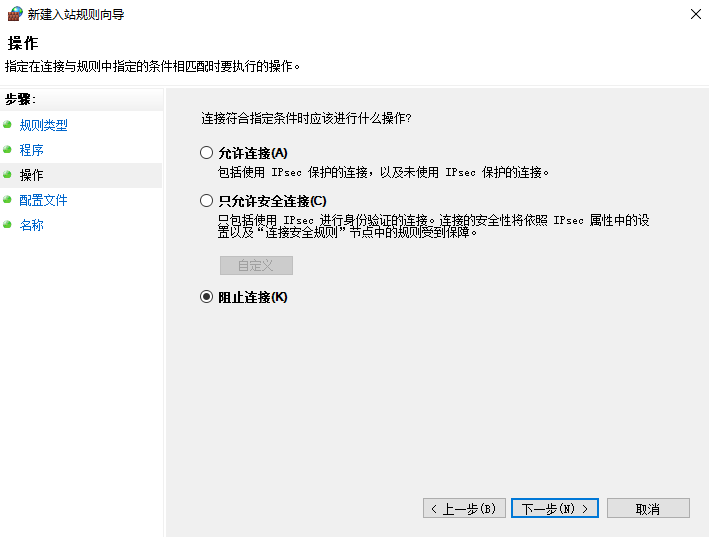 新建入站规则向导
操作
指定在连接与规则中指定的条件相匹配时要执行的操作。
步骤:
规则类型
程序
操作
配置文件
名称
连接符合指定条件时应该进行什么操作?
允许连接(A)
包括使用 IPsec 保护的连接，以及未使用 IPsec 保护的连接。
只允许安全连接(C)
只包括使用 IPsec 进行身份验证的连接。连接的安全性将依照 IPsec 属性中的设
置以及“连接安全规则”节点中的规则受到保障。
自定义
阻止连接(K)
< 上一步(B)
下一步(N) >
取消